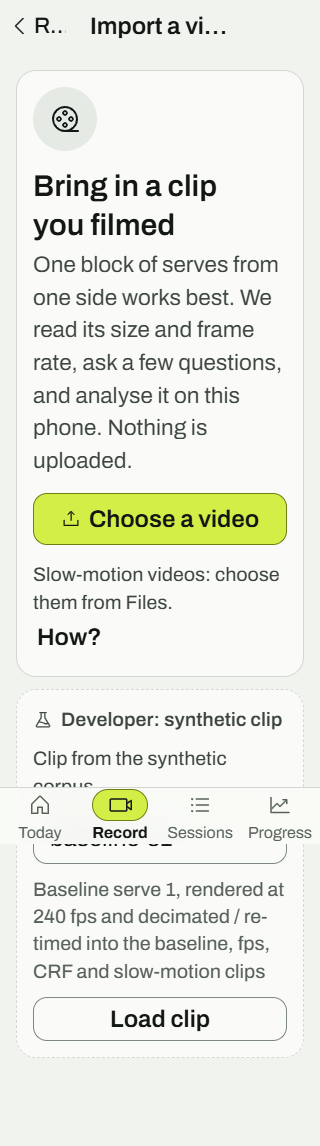 R...
Import a vi...
Bring in a clip
you filmed
One block of serves from
one side works best. We
read its size and frame
rate, ask a few questions,
and analyse it on this
phone. Nothing is
uploaded.
Choose a video
Slow-motion videos: choose
them from Files.
How?
Developer: synthetic clip
Clip from the synthetic
Today
Record
Sessions
Progress
Baseline serve 1, rendered at
240 fps and decimated / re-
timed into the baseline, fps,
CRF and slow-motion clips
Load clip